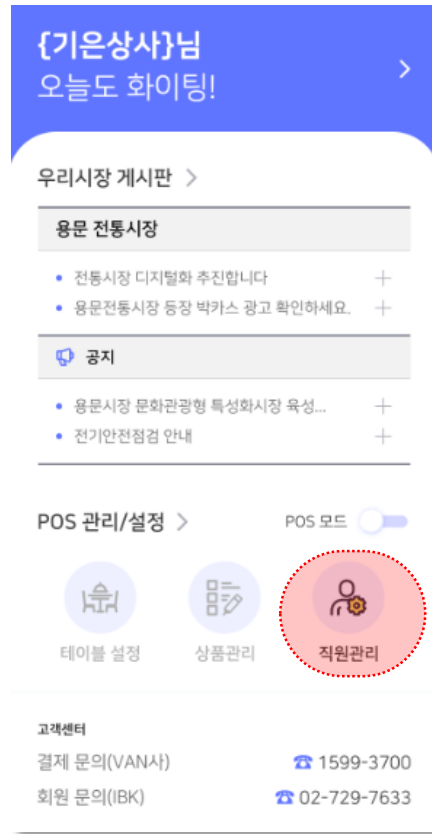 {기은상사}님
오늘도 화이팅!
우리시장 게시판
용문 전통시장
전통시장 디지털화 추진합니다
용문전통시장 등장 박카스 광고 확인하세요.
공지
용문시장 문화관광형 특성화시장 육성...
전기안전점검 안내
POS 관리/설정 POS 모드
테이블 설정 상품관리 직원관리
고객센터
결제 문의(VAN사) ☎ 1599-3700
회원 문의(IBK) ☎ 02-729-7633